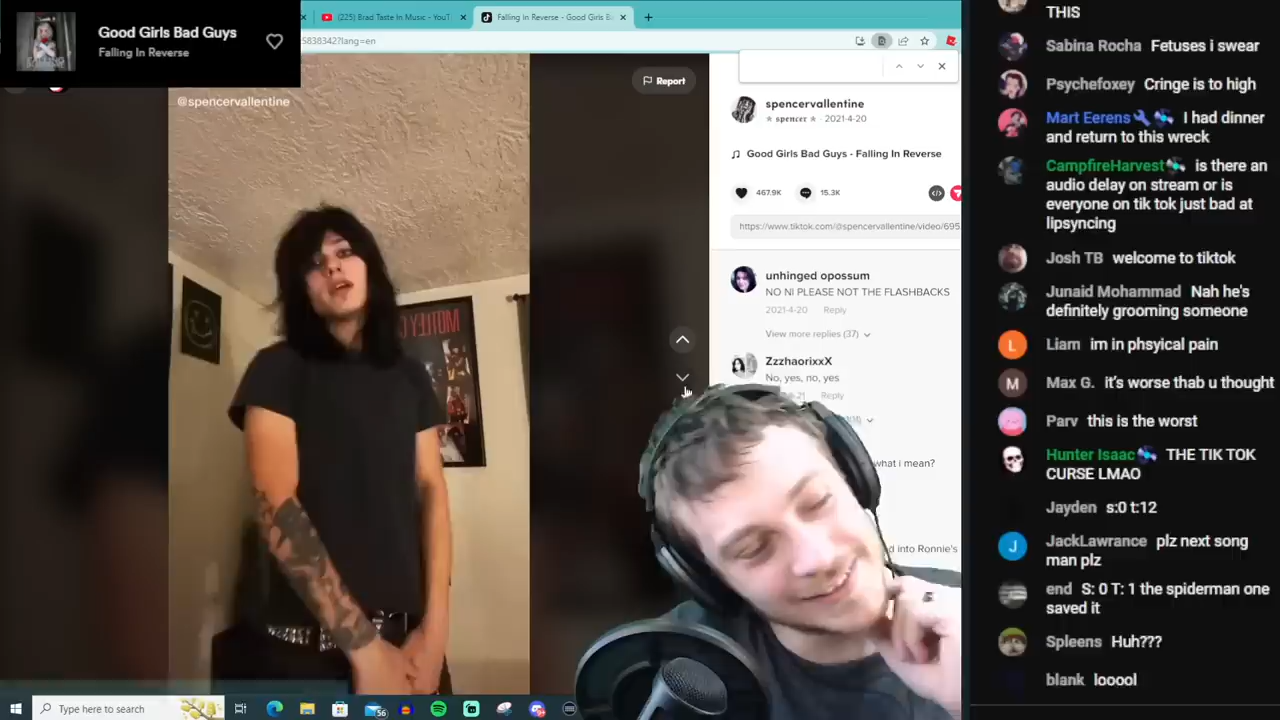 Good Girls Bad Guys
Falling In Reverse
(225) Brad Taste In Music - YouT
Falling In Reverse - Good Girls Ba
5838342?lang=en
Report
@spencervallentine
MOTLEY C
spencervallentine
★ spencer ★ · 2021-4-20
Good Girls Bad Guys - Falling In Reverse
467.9K
15.3K
https://www.tiktok.com/@spencervallentine/video/695
unhinged opossum
NO NI PLEASE NOT THE FLASHBACKS
2021-4-20 Reply
View more replies (37)
ZzzhaorixxX
No, yes, no, yes
Reply
what i mean?
d into Ronnie's
Type here to search
56
THIS
Sabina Rocha Fetuses i swear
Psychefoxey Cringe is to high
Mart Eerens I had dinner
and return to this wreck
CampfireHarvest is there an
audio delay on stream or is
everyone on tik tok just bad at
lipsyncing
Josh TB welcome to tiktok
Junaid Mohammad Nah he's
definitely grooming someone
L
Liam im in phsyical pain
M
Max G. it's worse thab u thought
Parv this is the worst
Hunter Isaac THE TIK TOK
CURSE LMAO
Jayden s:0 t:12
J
JackLawrance plz next song
man plz
end S: 0 T: 1 the spiderman one
saved it
Spleens Huh???
blank looool